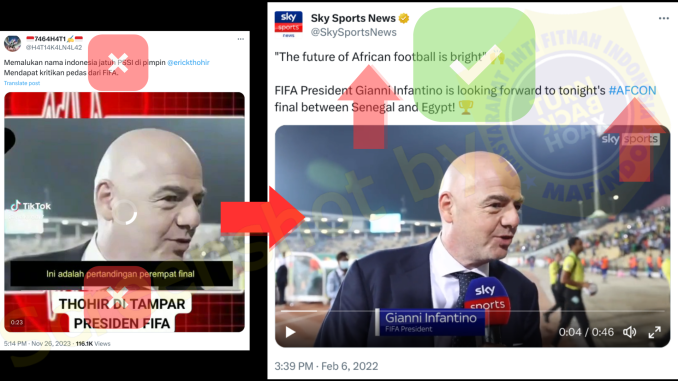 7464H4T1
@H4T14K4LN4L42
Memalukan nama indonesia jatuh PSSI di pimpin @erickthohir
Mendapat kritikan pedas dari FIFA.
Translate post
TikTok
Ini adalah pertandingan perempat final
THOHIR DI TAMPAR
PRESIDEN FIFA
0:23
5:14 PM · Nov 26, 2023 · 116.1K Views
sky
sports
news
Sky Sports News
@SkySportsNews
"The future of African football is bright"
FIFA President Gianni Infantino is looking forward to tonight's #AFCON
final between Senegal and Egypt!
sky sports
sky
sports
Gianni Infantino
FIFA President
0:04 / 0:46
3:39 PM · Feb 6, 2022
MASYARAKAT ANTI FITNAH INDONESIA
TURN
BACK
HOAX
MAFINDO